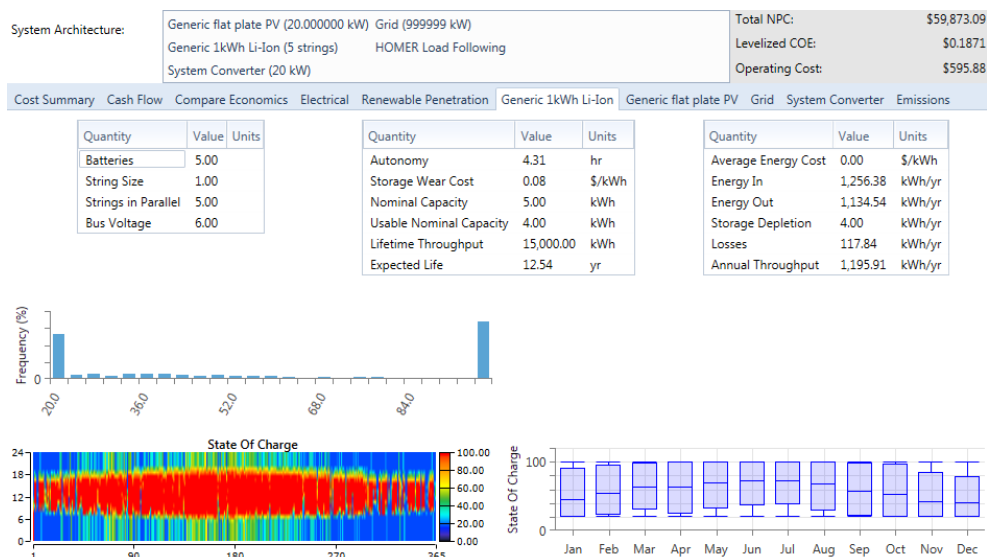 System Architecture:
Generic flat plate PV (20.000000 kW) Grid (999999 kW)
Generic 1kWh Li-Ion (5 strings) HOMER Load Following
System Converter (20 kW)
Total NPC: $59,873.09
Levelized COE: $0.1871
Operating Cost: $595.88
Cost Summary Cash Flow Compare Economics Electrical Renewable Penetration Generic 1kWh Li-Ion Generic flat plate PV Grid System Converter Emissions
Quantity Value Units
Batteries 5.00
String Size 1.00
Strings in Parallel 5.00
Bus Voltage 6.00
Quantity Value Units
Autonomy 4.31 hr
Storage Wear Cost 0.08 $/kWh
Nominal Capacity 5.00 kWh
Usable Nominal Capacity 4.00 kWh
Lifetime Throughput 15,000.00 kWh
Expected Life 12.54 yr
Quantity Value Units
Average Energy Cost 0.00 $/kWh
Energy In 1,256.38 kWh/yr
Energy Out 1,134.54 kWh/yr
Storage Depletion 4.00 kWh/yr
Losses 117.84 kWh/yr
Annual Throughput 1,195.91 kWh/yr
Frequency (%)
0
20.0 36.0 52.0 68.0 84.0
State Of Charge
24
18
12
6
0
1 90 180 270 365
100.00
80.00
60.00
40.00
20.00
0.00
State Of Charge
100
0
Jan Feb Mar Apr May Jun Jul Aug Sep Oct Nov Dec